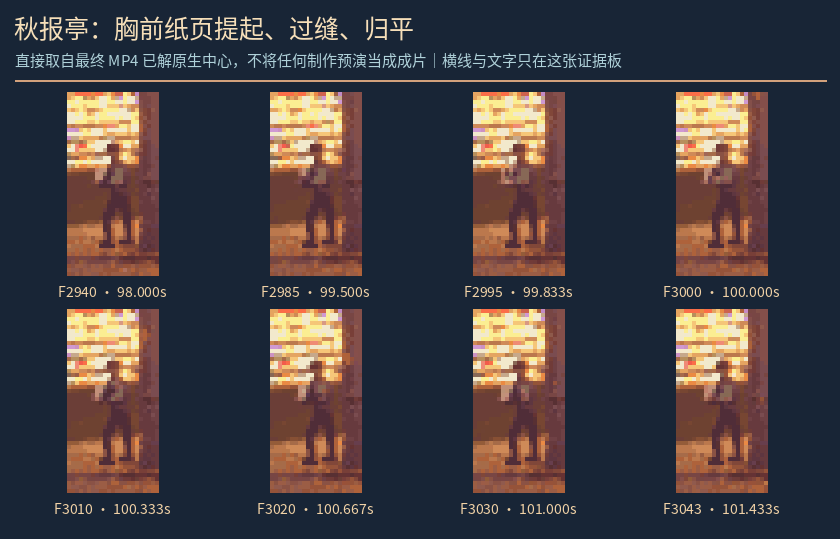 秋报亭：胸前纸页提起、过缝、归平
直接取自最终 MP4 已解原生中心，不将任何制作预演当成成片｜横线与文字只在这张证据板
F2940 · 98.000s
F2985 · 99.500s
F2995 · 99.833s
F3000 · 100.000s
F3010 · 100.333s
F3020 · 100.667s
F3030 · 101.000s
F3043 · 101.433s